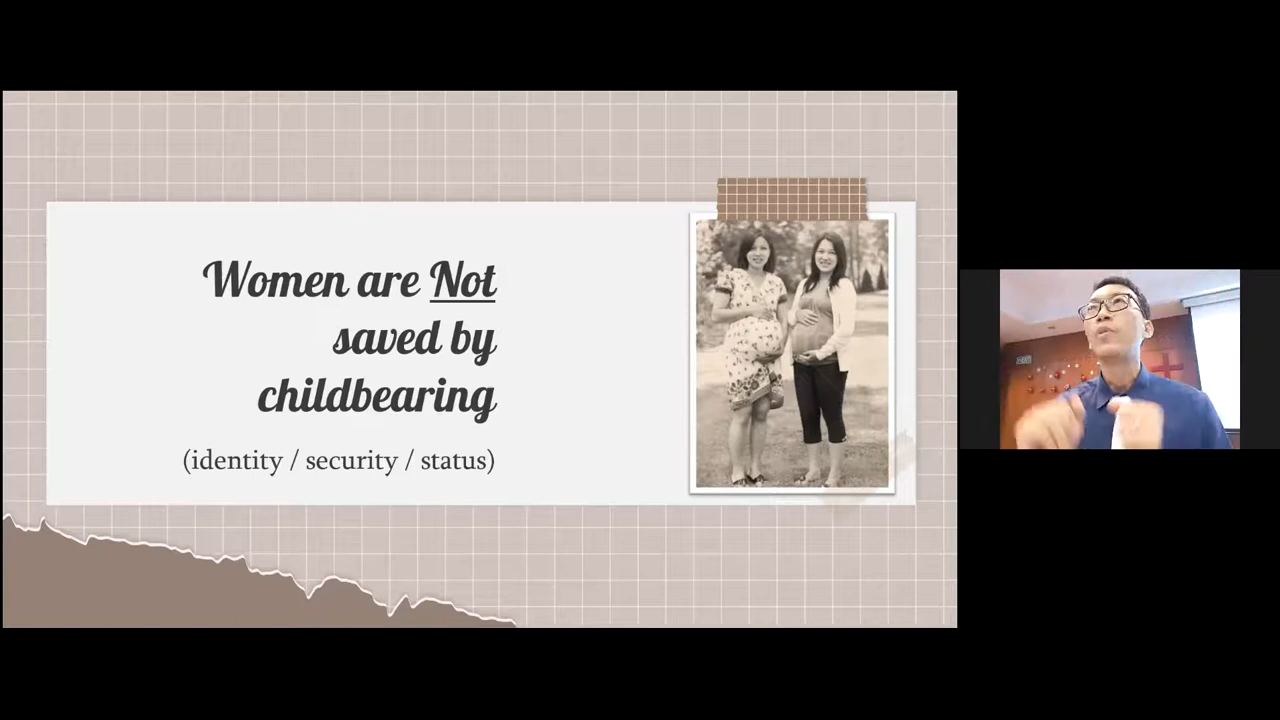 Women are Not
saved by
childbearing
(identity / security / status)